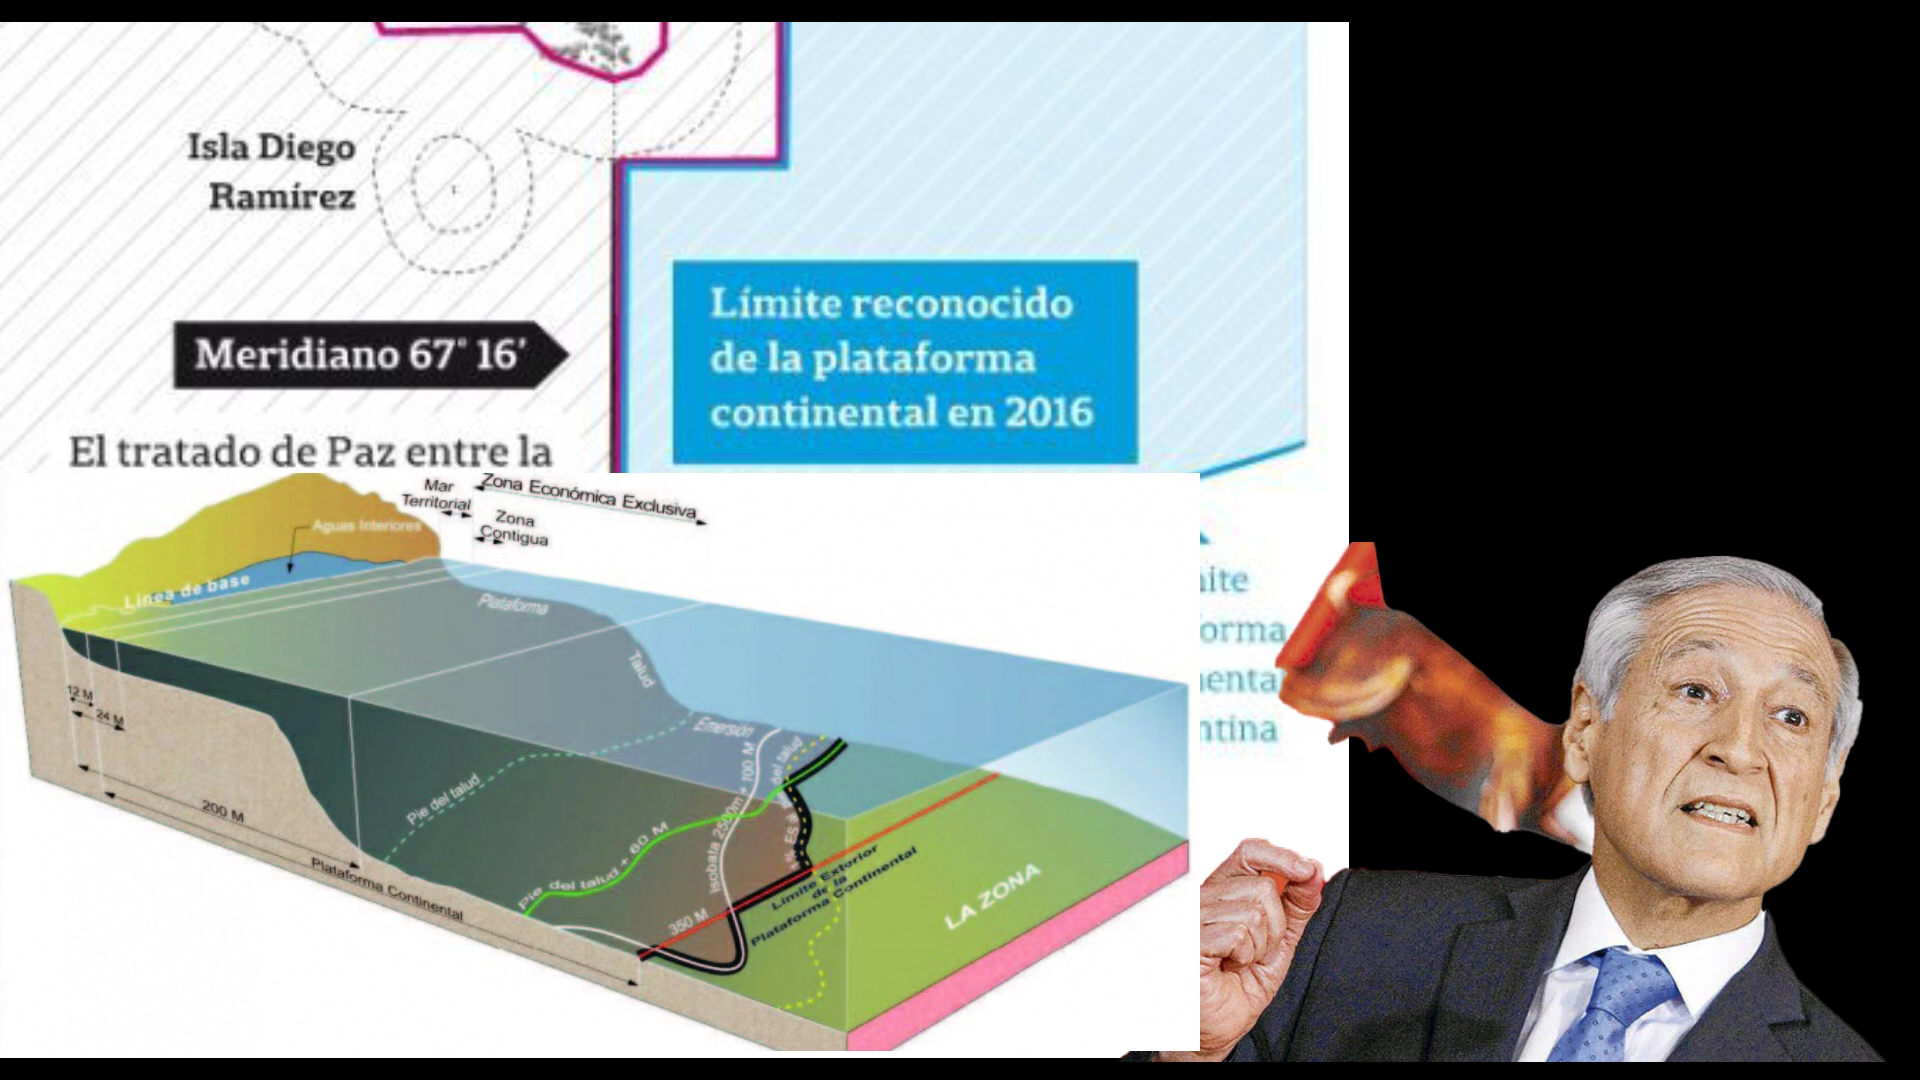 Isla Diego
Ramírez
Límite reconocido
de la plataforma
continental en 2016
Meridiano 67° 16’
El tratado de Paz entre la
Mar
Territorial
Zona Económica Exclusiva
Zona
Contigua
Aguas Interiores
Línea de base
Plataforma
Talud
Emersión
12 M
24 M
200 M
Plataforma Continental
Pie del talud
Pie del talud + 60 M
Isobata 2500m + 100 M
del talud
350 M
Límite Exterior
de la
Plataforma Continental
LA ZONA
ite
orma
enta
ntina